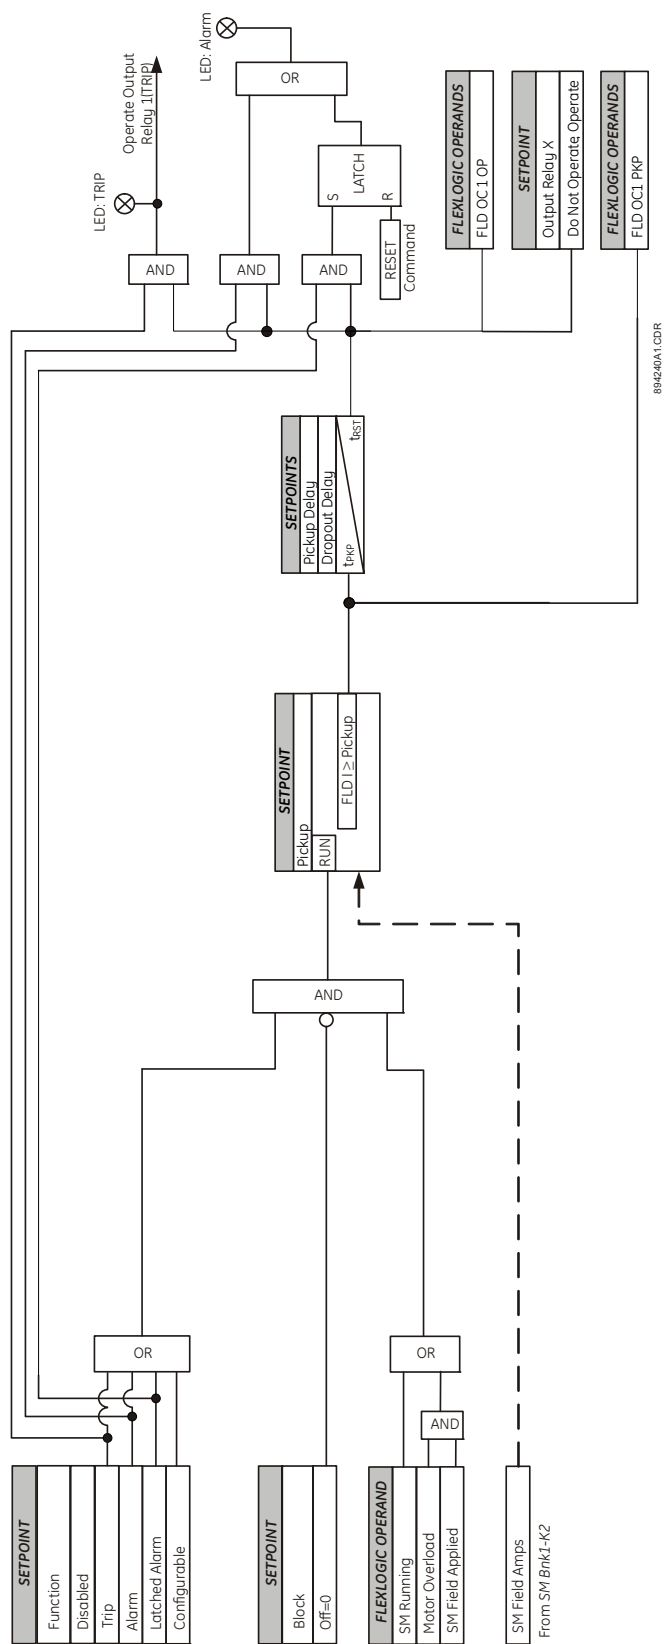 SETPOINT
Function
Disabled
Trip
Alarm
Latched Alarm
Configurable
SETPOINT
Block
Off=0
FLEXLOGIC OPERAND
SM Running
Motor Overload
SM Field Applied
SM Field Amps
From SM Bnk1-K2
OR
OR
AND
AND
SETPOINT
Pickup
RUN
FLD I ≥ Pickup
SETPOINTS
Pickup Delay
Dropout Delay
tPKP
tRST
AND
AND
AND
LED: TRIP
Operate Output
Relay 1(TRIP)
LED: Alarm
OR
S
LATCH
R
RESET
Command
FLEXLOGIC OPERANDS
FLD OC1 OP
SETPOINT
Output Relay X
Do Not Operate, Operate
FLEXLOGIC OPERANDS
FLD OC1 PKP
894240A1.CDR